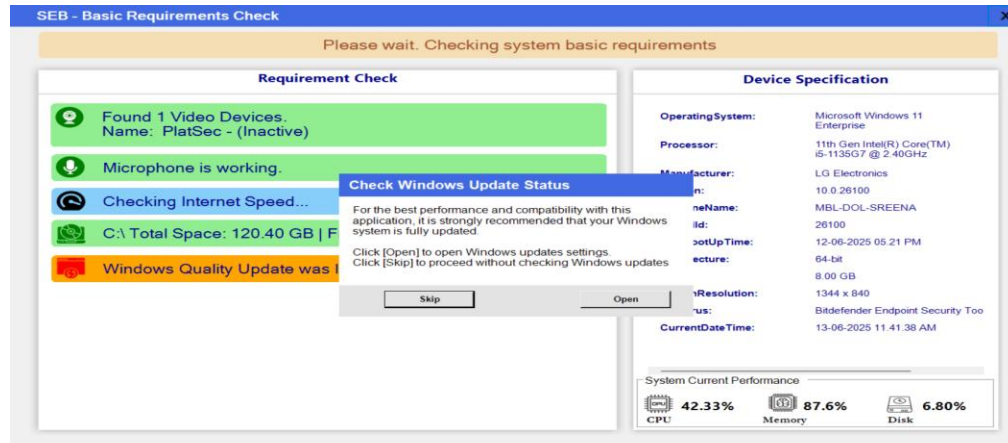 SEB - Basic Requirements Check
x
Please wait. Checking system basic requirements
Requirement Check
Found 1 Video Devices.
Name: PlatSec - (Inactive)
Microphone is working.
Checking Internet Speed...
C:\ Total Space: 120.40 GB | F
Windows Quality Update was
Check Windows Update Status
For the best performance and compatibility with this
application, it is strongly recommended that your Windows
system is fully updated.
Click [Open] to open Windows updates settings.
Click [Skip] to proceed without checking Windows updates
Skip
Open
Device Specification
OperatingSystem: Microsoft Windows 11
Enterprise
Processor: 11th Gen Intel(R) Core(TM)
i5-1135G7 @ 2.40GHz
Manufacturer: LG Electronics
n: 10.0.26100
neName: MBL-DOL-SREENA
Id: 26100
ootUpTime: 12-06-2025 05.21 PM
ecture: 64-bit
8.00 GB
nResolution: 1344 x 840
rus: Bitdefender Endpoint Security Too
CurrentDateTime: 13-06-2025 11.41.38 AM
System Current Performance
CPU 42.33%
Memory 87.6%
Disk 6.80%